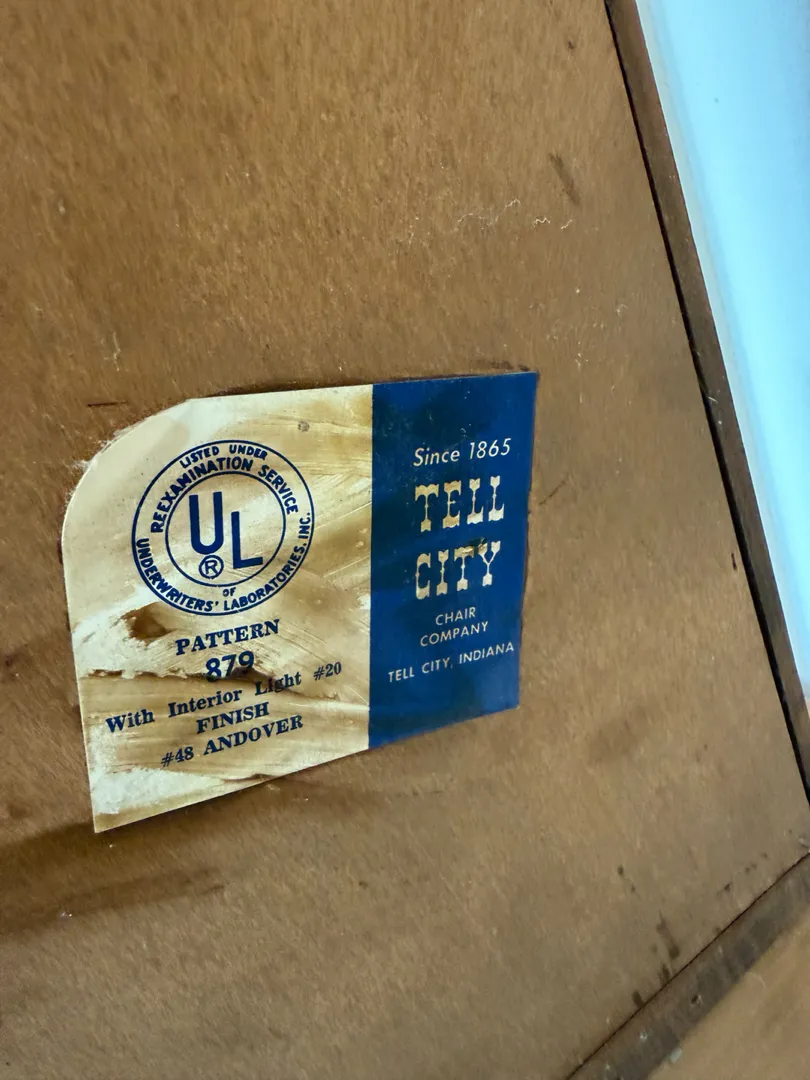 LISTED UNDER
REEXAMINATION SERVICE
UL
®
OF
UNDERWRITERS' LABORATORIES, INC.
PATTERN
879
With Interior Light #20
FINISH
#48 ANDOVER
Since 1865
TELL
CITY
CHAIR
COMPANY
TELL CITY, INDIANA